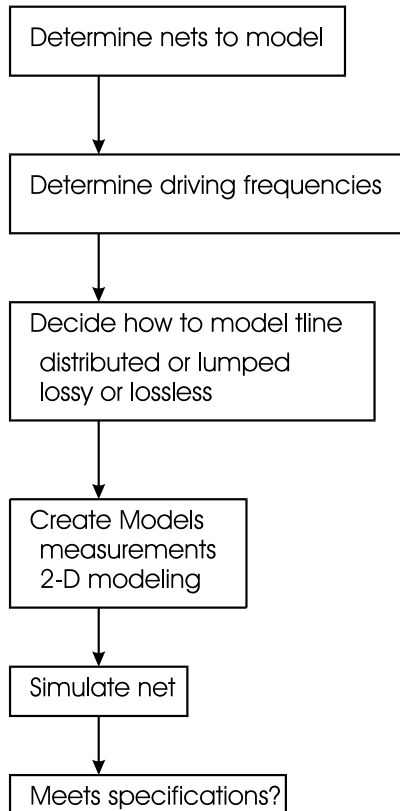 Determine nets to model
Determine driving frequencies
Decide how to model tline
distributed or lumped
lossy or lossless
Create Models
measurements
2-D modeling
Simulate net
Meets specifications?